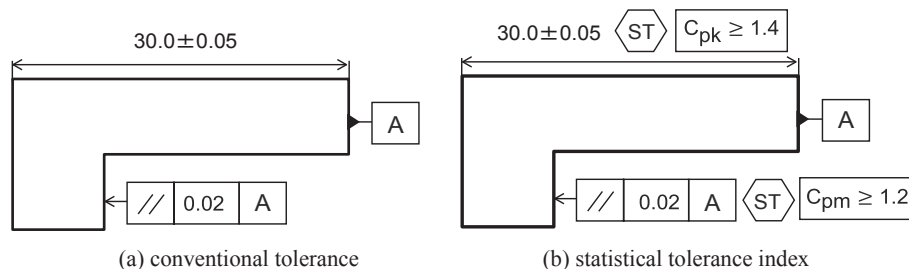 30.0±0.05
A
// 0.02 A
(a) conventional tolerance
30.0±0.05 ST Cpk ≥ 1.4
A
// 0.02 A ST Cpm ≥ 1.2
(b) statistical tolerance index